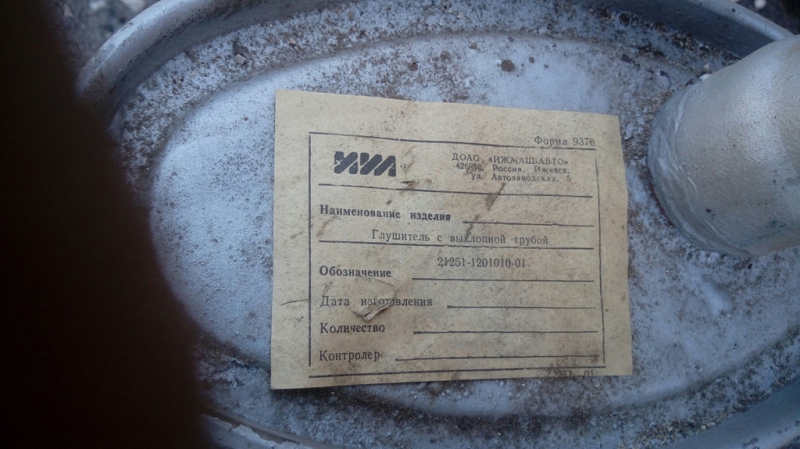 Форма 937в
ИЖ
ДОАО «ИЖМАШ-АВТО»
Россия, Ижевск,
ул. Автозаводская, 5
Наименование изделия
Глушитель с выхлопной трубой
21251-1201010-01
Обозначение
Дата изготовления
Количество
Контролер